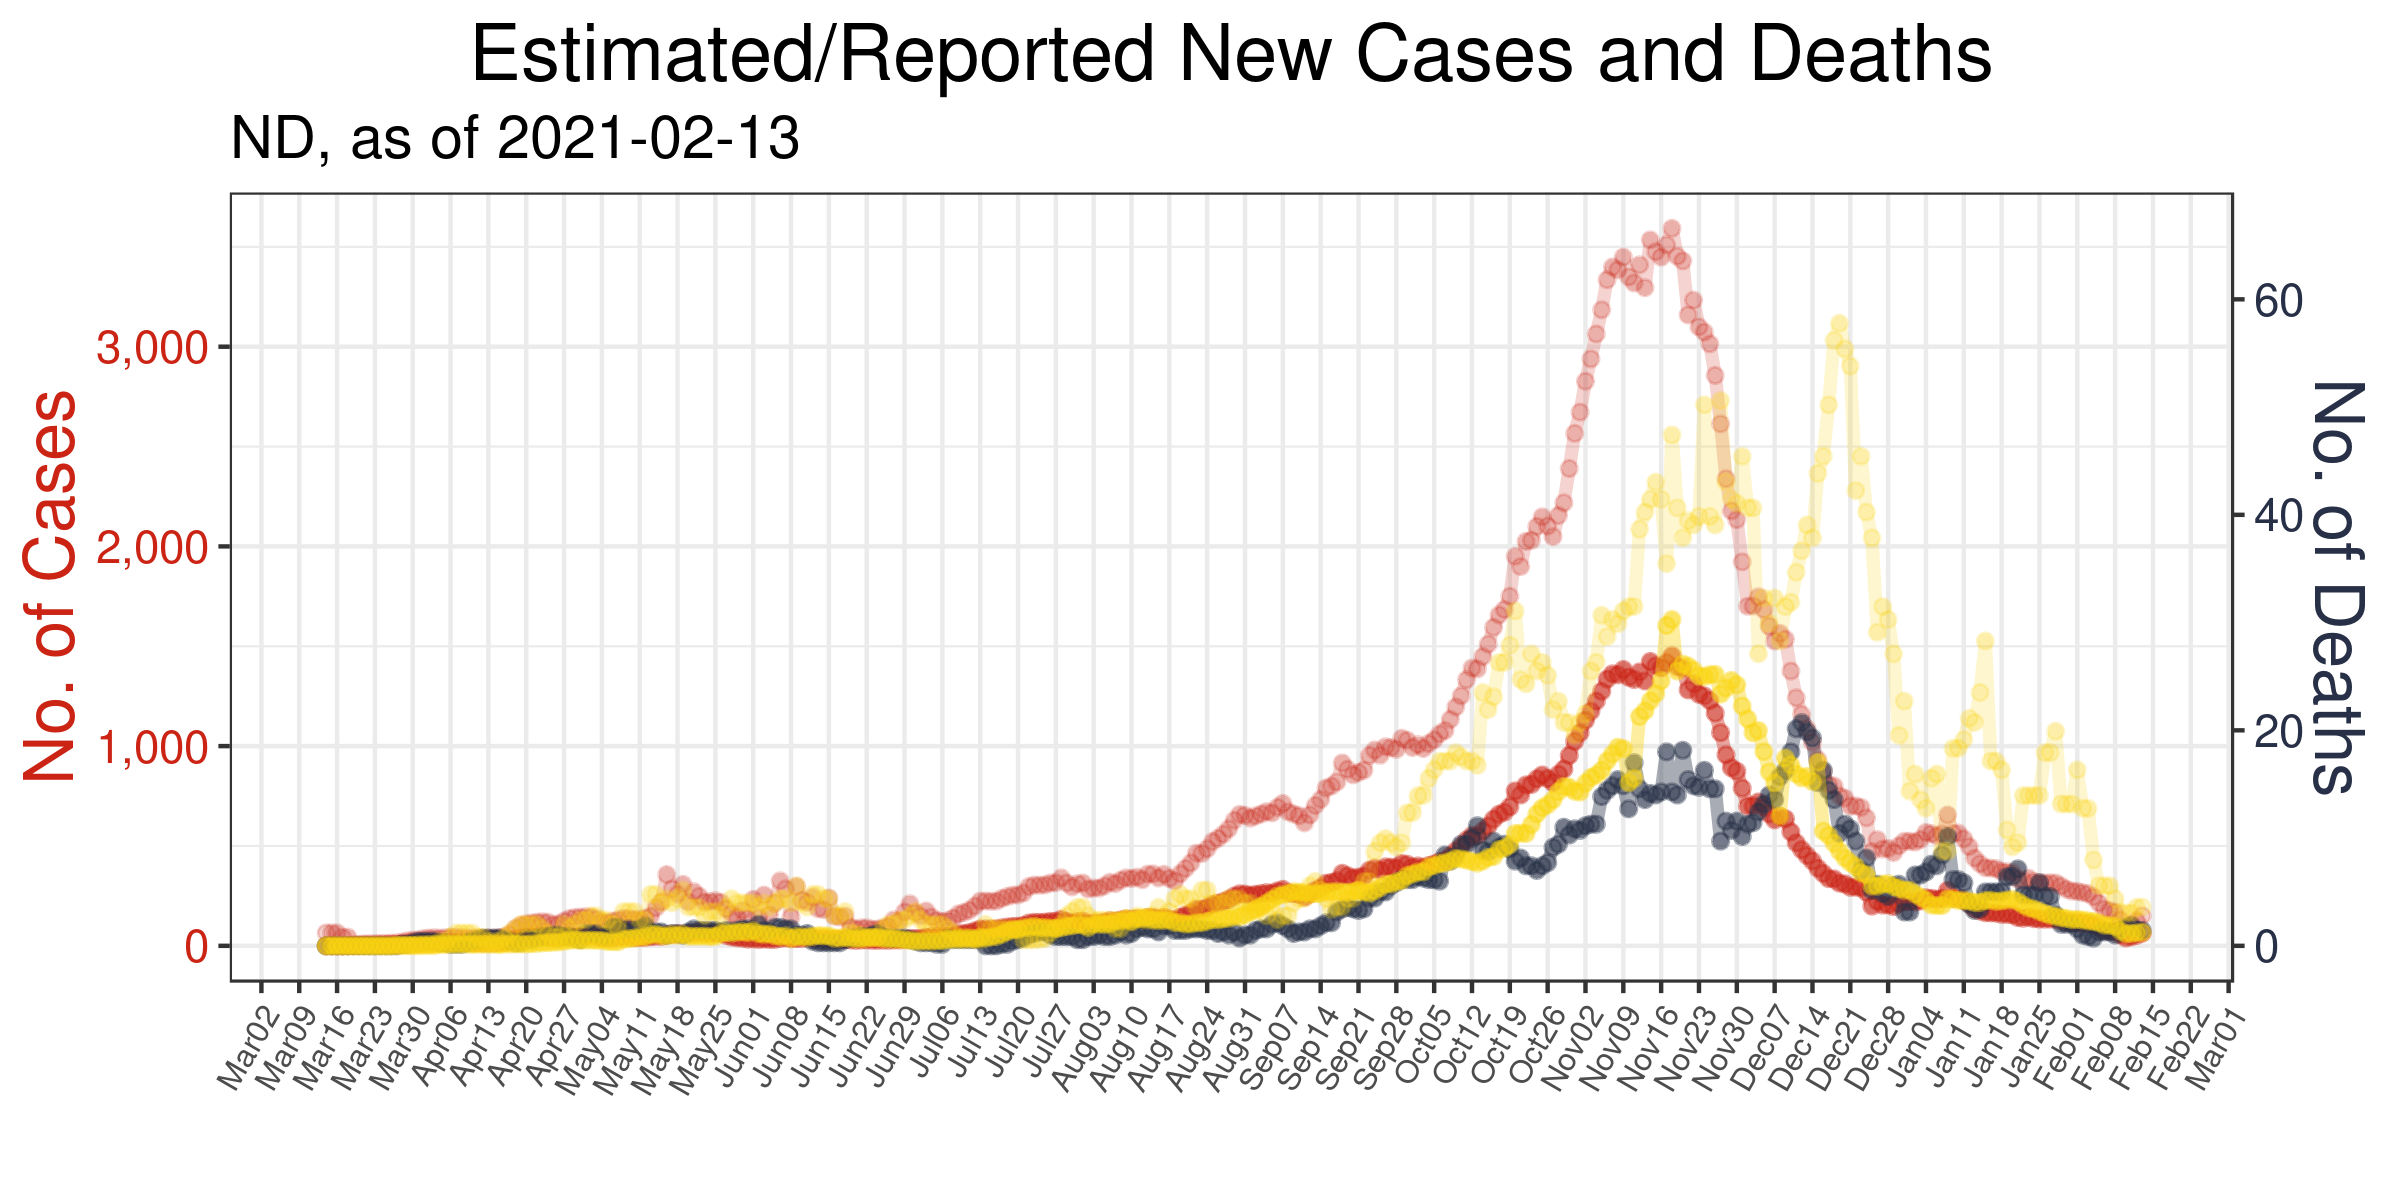 Estimated/Reported New Cases and Deaths
ND, as of 2021-02-13
No. of Cases
3,000
2,000
1,000
0
60
40
20
0
No. of Deaths
Mar02
Mar09
Mar16
Mar23
Mar30
Apr06
Apr13
Apr20
Apr27
May04
May11
May18
May25
Jun01
Jun08
Jun15
Jun22
Jun29
Jul06
Jul13
Jul20
Jul27
Aug03
Aug10
Aug17
Aug24
Aug31
Sep07
Sep14
Sep21
Sep28
Oct05
Oct12
Oct19
Oct26
Nov02
Nov09
Nov16
Nov23
Nov30
Dec07
Dec14
Dec21
Dec28
Jan04
Jan11
Jan18
Jan25
Feb01
Feb08
Feb15
Feb22
Mar01